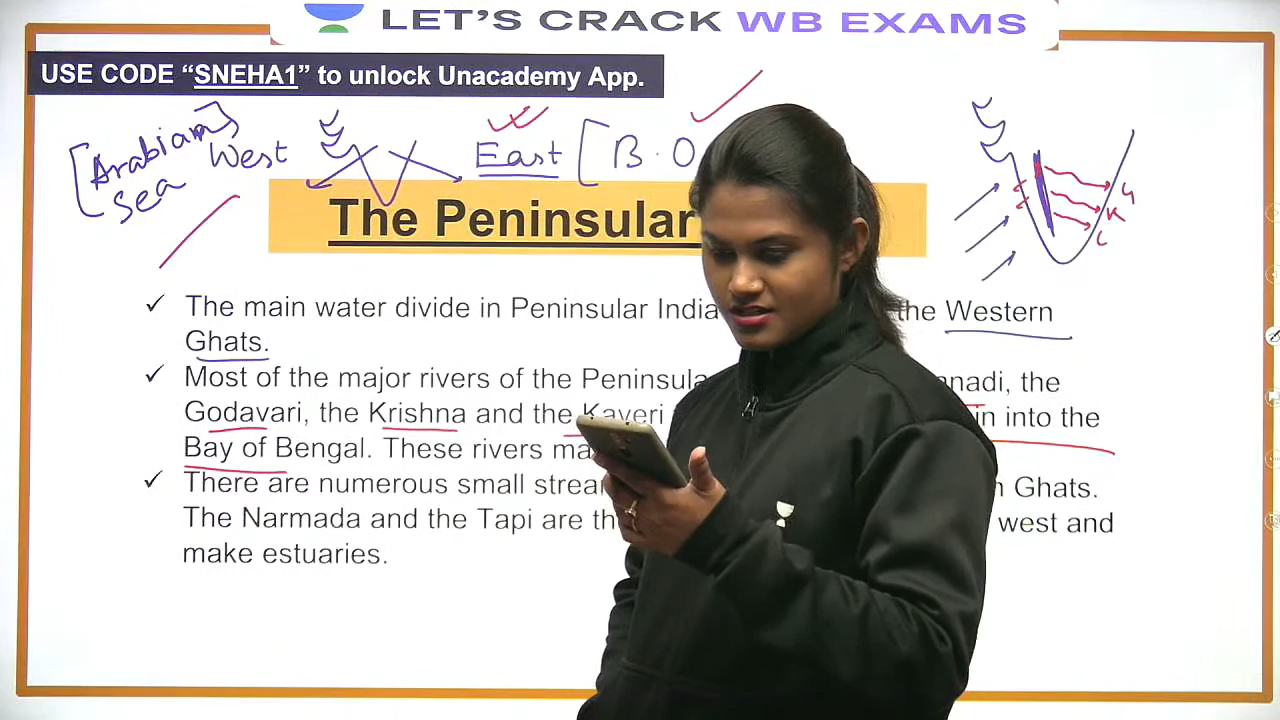 LET'S CRACK WB EXAMS
USE CODE “SNEHA1” to unlock Unacademy App.
[Arabian Sea] West East [B.O
The Peninsular
✓ The main water divide in Peninsular India the Western
Ghats.
✓ Most of the major rivers of the Peninsula nadi, the
Godavari, the Krishna and the Kaveri in into the
Bay of Bengal. These rivers ma
✓ There are numerous small strea Ghats.
The Narmada and the Tapi are th west and
make estuaries.
G
K
C